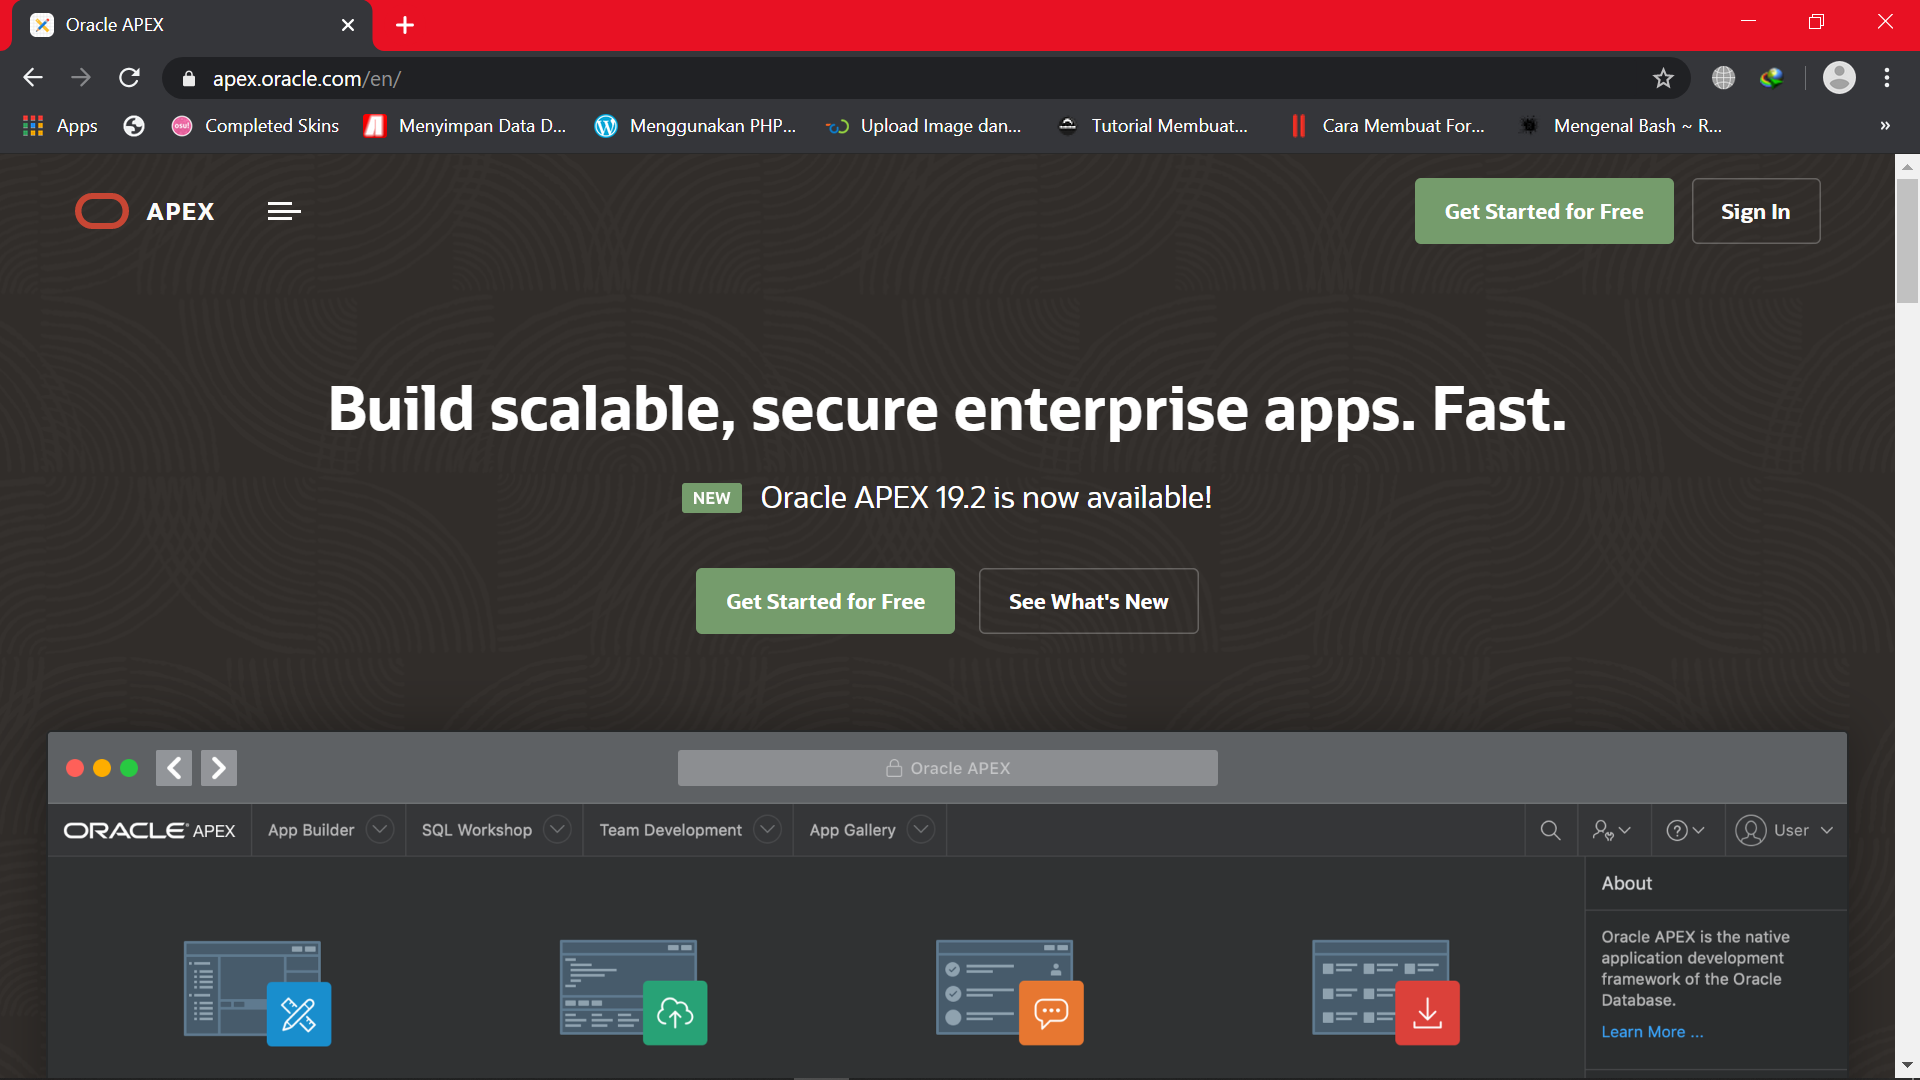 Oracle APEX
apex.oracle.com/en/
Apps
osu!
Completed Skins
Menyimpan Data D...
Menggunakan PHP...
Upload Image dan...
Tutorial Membuat...
Cara Membuat For...
Mengenal Bash ~ R...
»
APEX
Get Started for Free
Sign In
Build scalable, secure enterprise apps. Fast.
NEW Oracle APEX 19.2 is now available!
Get Started for Free
See What's New
Oracle APEX
ORACLE APEX
App Builder
SQL Workshop
Team Development
App Gallery
User
About
Oracle APEX is the native
application development
framework of the Oracle
Database.
Learn More ...